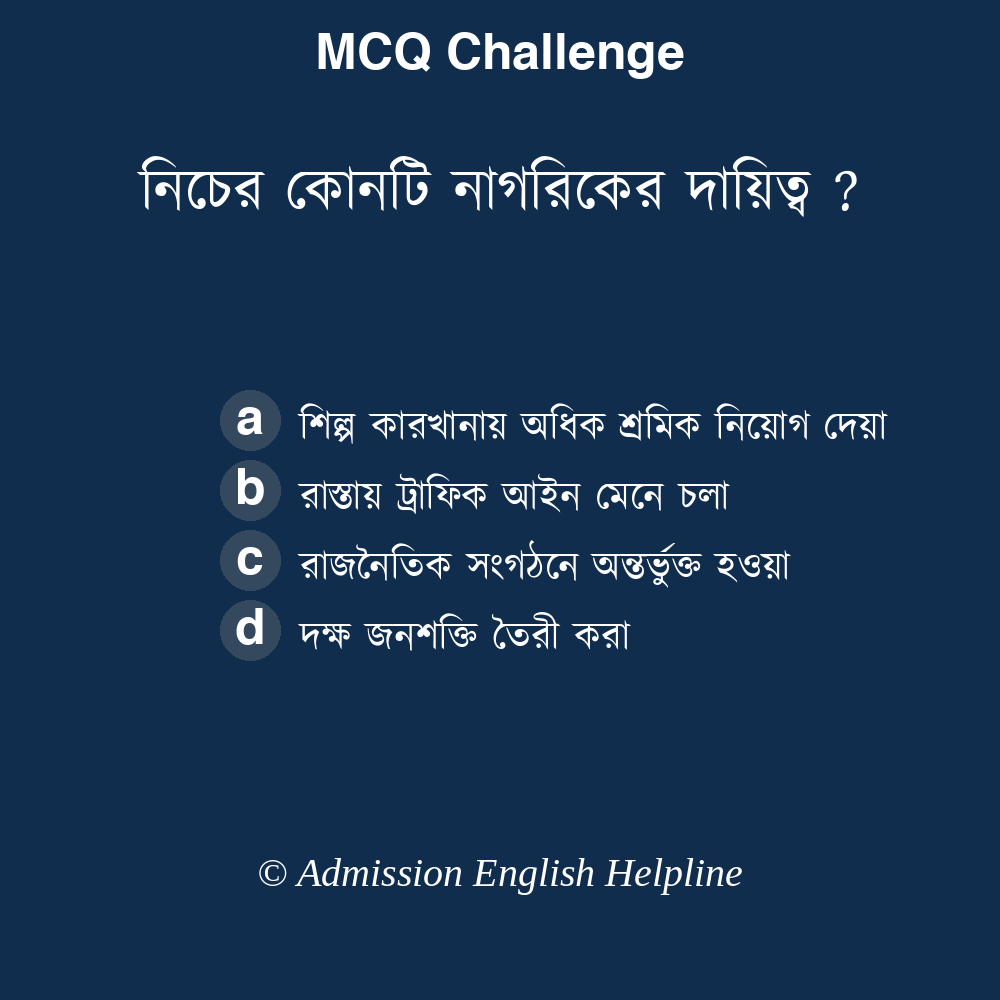 MCQ Challenge
নিচের কোনটি নাগরিকের দায়িত্ব ?
a শিল্প কারখানায় অধিক শ্রমিক নিয়োগ দেয়া
b রাস্তায় ট্রাফিক আইন মেনে চলা
c রাজনৈতিক সংগঠনে অন্তর্ভুক্ত হওয়া
d দক্ষ জনশক্তি তৈরী করা
© Admission English Helpline